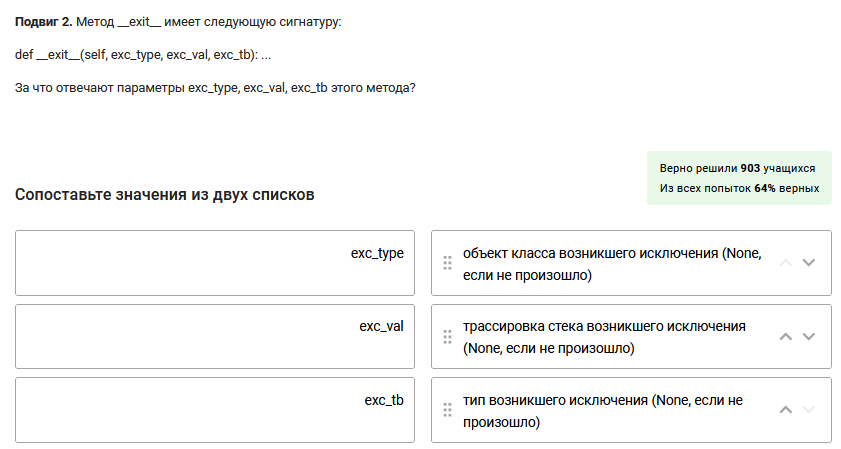 Подвиг 2. Метод __exit__ имеет следующую сигнатуру:
def __exit__(self, exc_type, exc_val, exc_tb): ...
За что отвечают параметры exc_type, exc_val, exc_tb этого метода?
Верно решили 903 учащихся
Из всех попыток 64% верных
Сопоставьте значения из двух списков
exc_type
объект класса возникшего исключения (None,
если не произошло)
exc_val
трассировка стека возникшего исключения
(None, если не произошло)
exc_tb
тип возникшего исключения (None, если не
произошло)